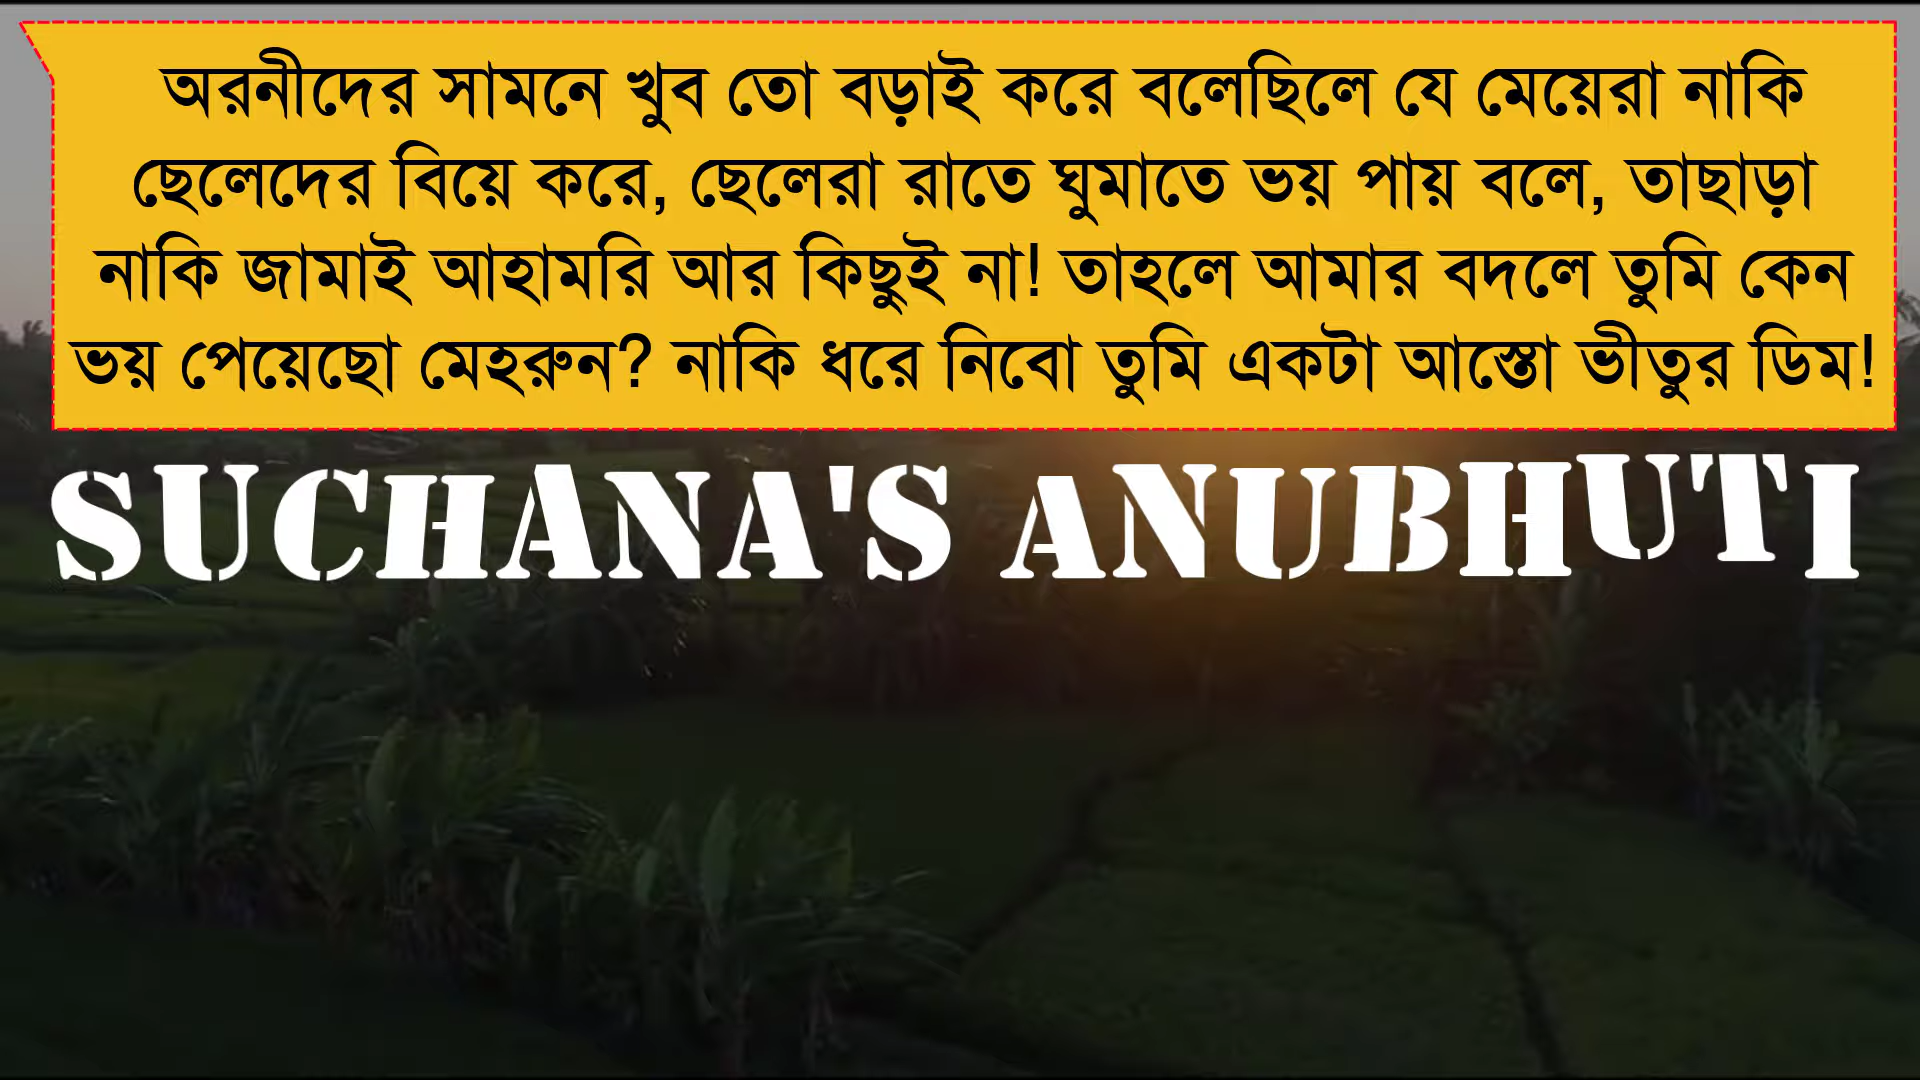 অরনীদের সামনে খুব তো বড়াই করে বলেছিলে যে মেয়েরা নাকি
ছেলেদের বিয়ে করে, ছেলেরা রাতে ঘুমাতে ভয় পায় বলে, তাছাড়া
নাকি জামাই আহামরি আর কিছুই না! তাহলে আমার বদলে তুমি কেন
ভয় পেয়েছো মেহরুন? নাকি ধরে নিবো তুমি একটা আস্তো ভীতুর ডিম!
SUCHANA'S ANUBHUTI